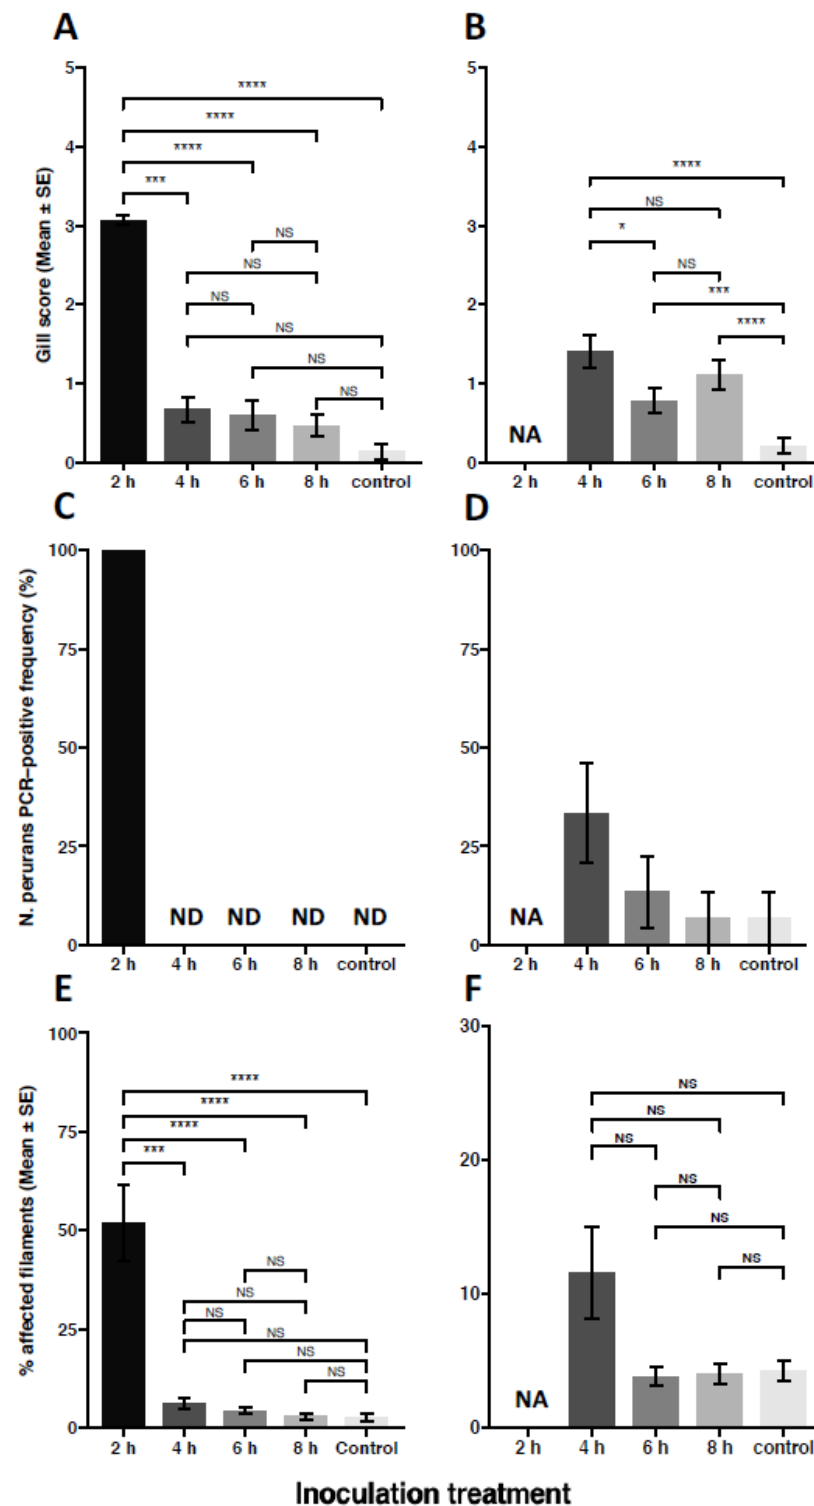 A
B
Gill score (Mean ± SE)
5
4
3
2
1
0
****
****
****
***
NS
NS
NS
NS
NS
NS
2 h 4 h 6 h 8 h control
5
4
3
2
1
0
****
NS
*
NS
***
****
NA
2 h 4 h 6 h 8 h control
C
D
N. perurans PCR–positive frequency (%)
100
75
50
25
0
ND ND ND ND
2 h 4 h 6 h 8 h control
100
75
50
25
0
NA
2 h 4 h 6 h 8 h control
E
F
% affected filaments (Mean ± SE)
100
75
50
25
0
****
****
****
***
NS
NS
NS
NS
NS
NS
2 h 4 h 6 h 8 h Control
30
20
10
0
NS
NS
NS
NS
NS
NS
NA
2 h 4 h 6 h 8 h control
Inoculation treatment